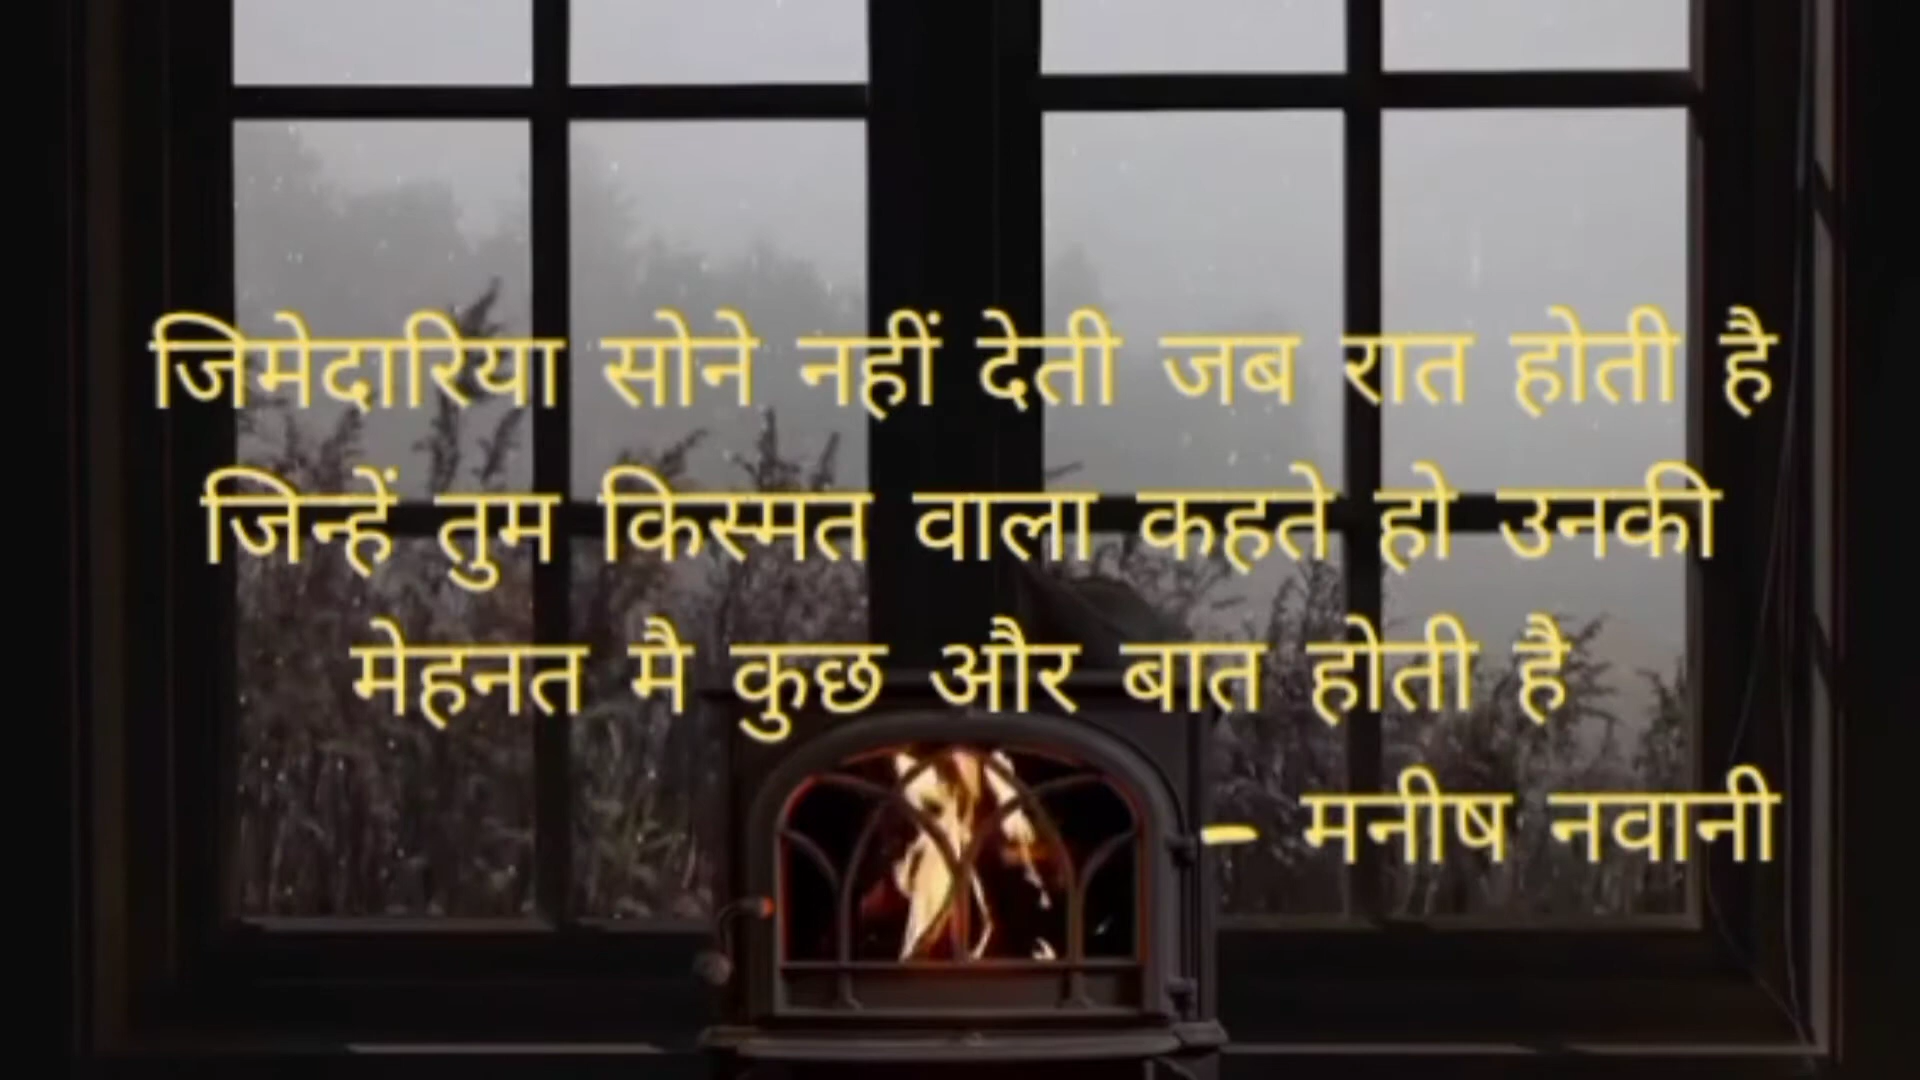 जिमेदारिया सोने नहीं देती जब रात होती है
जिन्हें तुम किस्मत वाला कहते हो उनकी
मेहनत मै कुछ और बात होती है
- मनीष नवानी